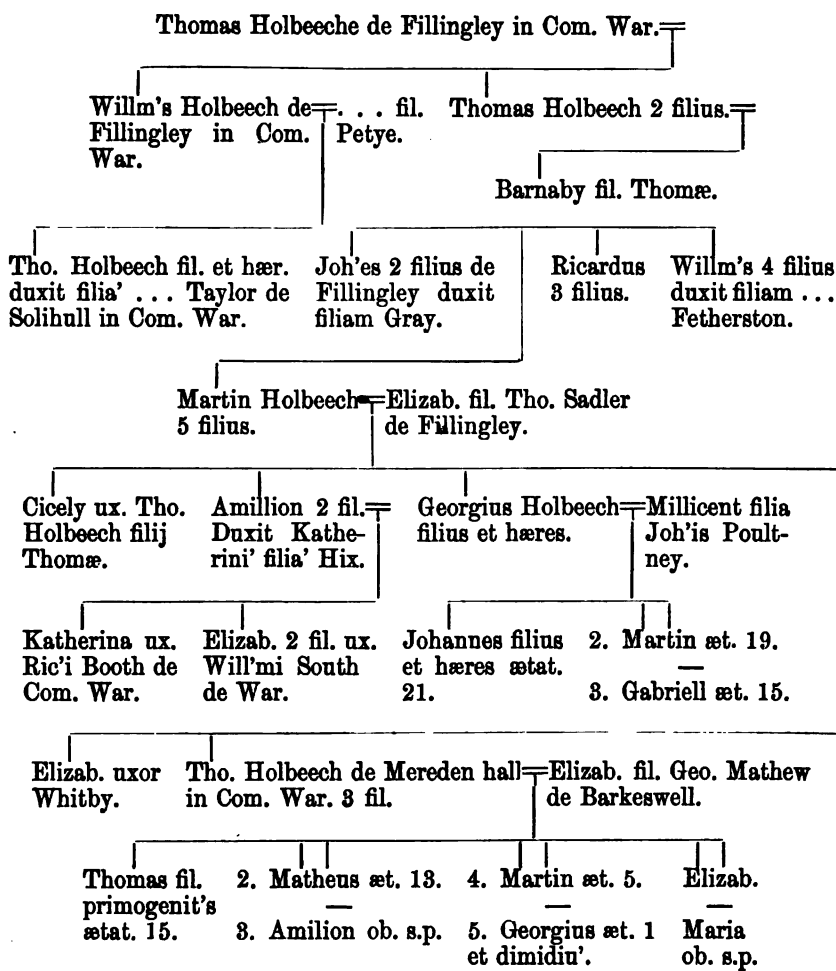 Thomas Holbeeche de Fillingley in Com. War.
Willm's Holbeech de
Fillingley in Com.
War.
. . . fil.
Petye.
Thomas Holbeech 2 filius.
Barnaby fil. Thomæ.
Tho. Holbeech fil. et hær.
duxit filia' ... Taylor de
Solihull in Com. War.
Joh'es 2 filius de
Fillingley duxit
filiam Gray.
Ricardus
3 filius.
Willm's 4 filius
duxit filiam ...
Fetherston.
Martin Holbeech
5 filius.
Elizab. fil. Tho. Sadler
de Fillingley.
Cicely ux. Tho.
Holbeech filij
Thomæ.
Amillion 2 fil.
Duxit Kathe-
rini' filia' Hix.
Georgius Holbeech
filius et hæres.
Millicent filia
Joh'is Poult-
ney.
Katherina ux.
Ric'i Booth de
Com. War.
Elizab. 2 fil. ux.
Will'mi South
de War.
Johannes filius
et hæres ætat.
21.
2. Martin æt. 19.
—
3. Gabriell æt. 15.
Elizab. uxor
Whitby.
Tho. Holbeech de Mereden hall
in Com. War. 3 fil.
Elizab. fil. Geo. Mathew
de Barkeswell.
Thomas fil.
primogenit's
ætat. 15.
2. Matheus æt. 13.
—
3. Amilion ob. s.p.
4. Martin æt. 5.
—
5. Georgius æt. 1
et dimidiu'.
Elizab.
—
Maria
ob. s.p.